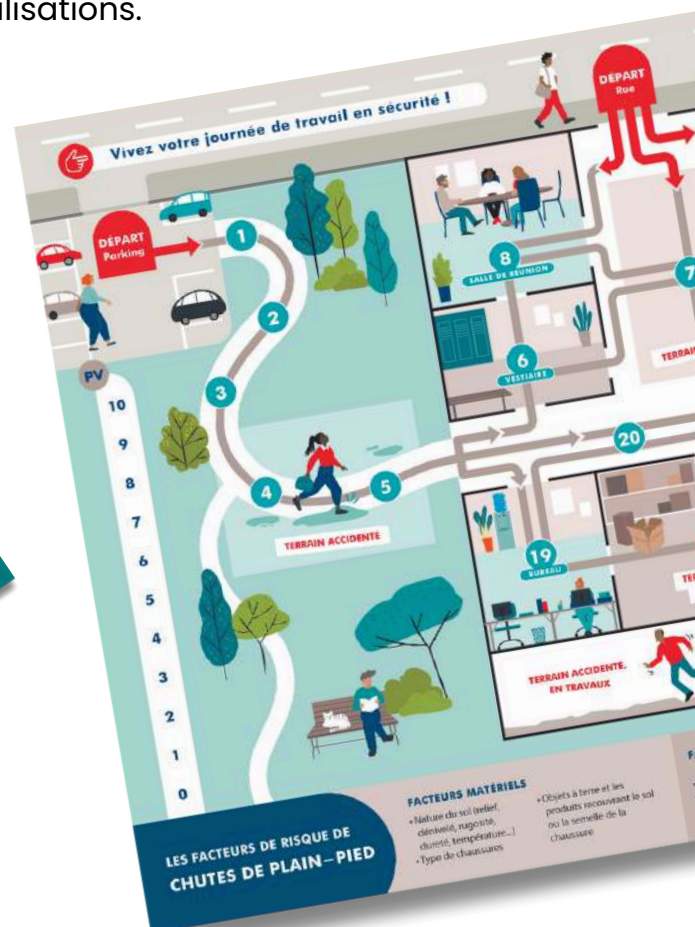 ilisations.
Vivez votre journée de travail en sécurité !
DÉPART
Rue
DÉPART
Parking
1
2
3
4
5
8
SALLE DE RÉUNION
7
6
VESTIAIRE
TERRAIN
20
19
BUREAU
TERRAIN ACCIDENTÉ
TERRAIN ACCIDENTÉ,
EN TRAVAUX
PV
10
9
8
7
6
5
4
3
2
1
0
LES FACTEURS DE RISQUE DE
CHUTES DE PLAIN–PIED
FACTEURS MATÉRIELS
•Nature du sol (relief,
dénivelé, rugosité,
dureté, température...)
•Type de chaussures
•Objets à terre et les
produits recouvrant le sol
ou la semelle de la
chaussure